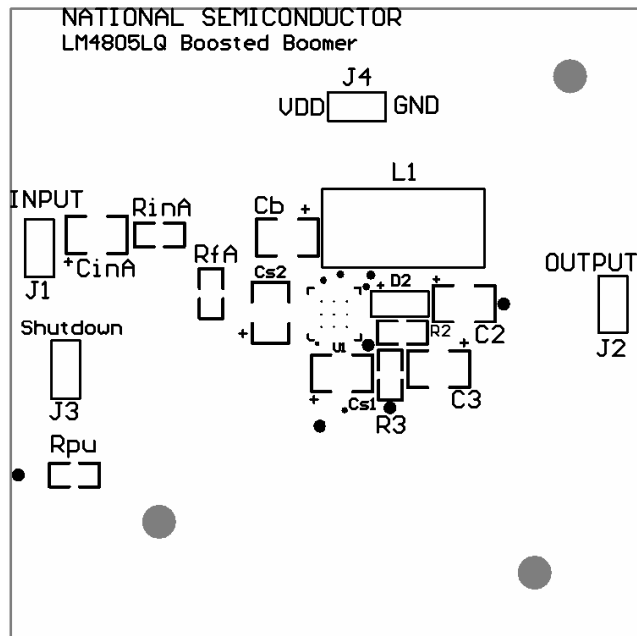 NATIONAL SEMICONDUCTOR
LM4805LQ Boosted Boomer
J4
VDD GND
L1
INPUT
RinA
Cb
CinA
RfA
J1
Cs2
D2
OUTPUT
Shutdown
R2
C2
U1
J2
J3
Cs1
C3
R3
Rpu